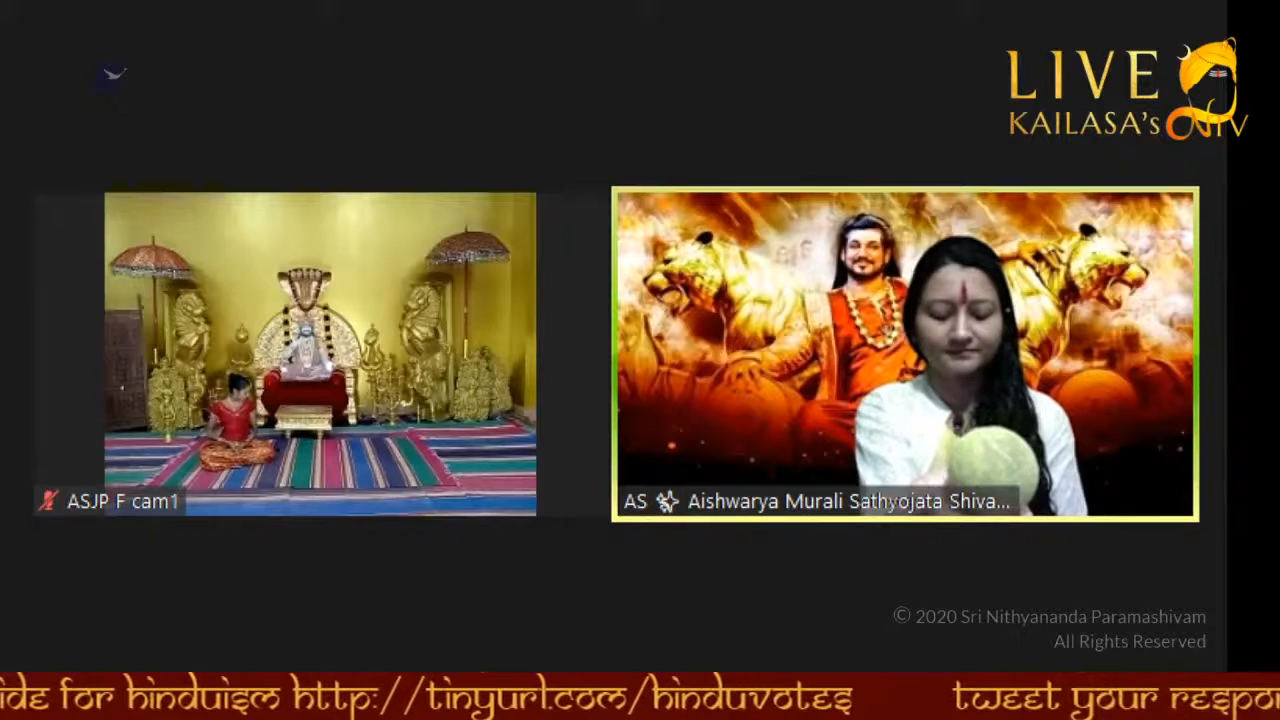 LIVE
KAILASA's NTV
ASJP F cam1
AS Aishwarya Murali Sathyojata Shiva...
© 2020 Sri Nithyananda Paramashivam
All Rights Reserved
ide for hinduism http://tinyurl.com/hinduvotes tweet your respo